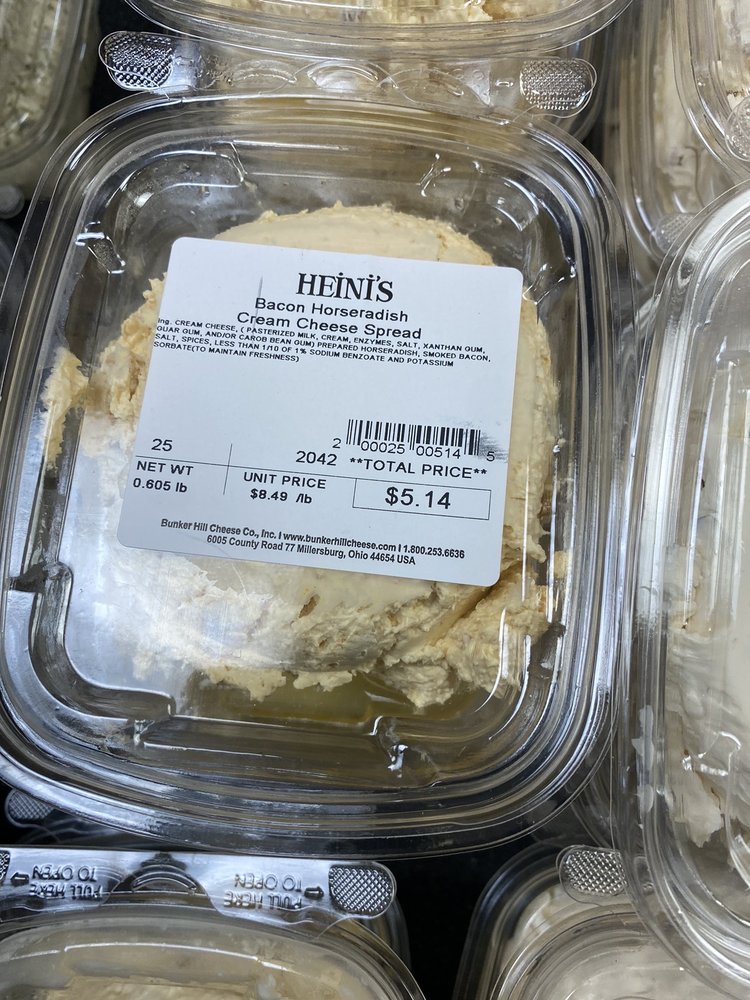 HEiNi'S
Bacon Horseradish
Cream Cheese Spread
Ing. CREAM CHEESE, ( PASTERIZED MILK, CREAM, ENZYMES, SALT, XANTHAN GUM,
GUAR GUM, AND/OR CAROB BEAN GUM) PREPARED HORSERADISH, SMOKED BACON,
SALT, SPICES, LESS THAN 1/10 OF 1% SODIUM BENZOATE AND POTASSIUM
SORBATE(TO MAINTAIN FRESHNESS)
2 00025 00514 5
25
2042
**TOTAL PRICE**
NET WT
0.605 lb
UNIT PRICE
$8.49 /lb
$5.14
Bunker Hill Cheese Co., Inc. I www.bunkerhillcheese.com I 1.800.253.6636
6005 County Road 77 Millersburg, Ohio 44654 USA
PULL HERE
TO OPEN
PULL HERE
TO OPEN